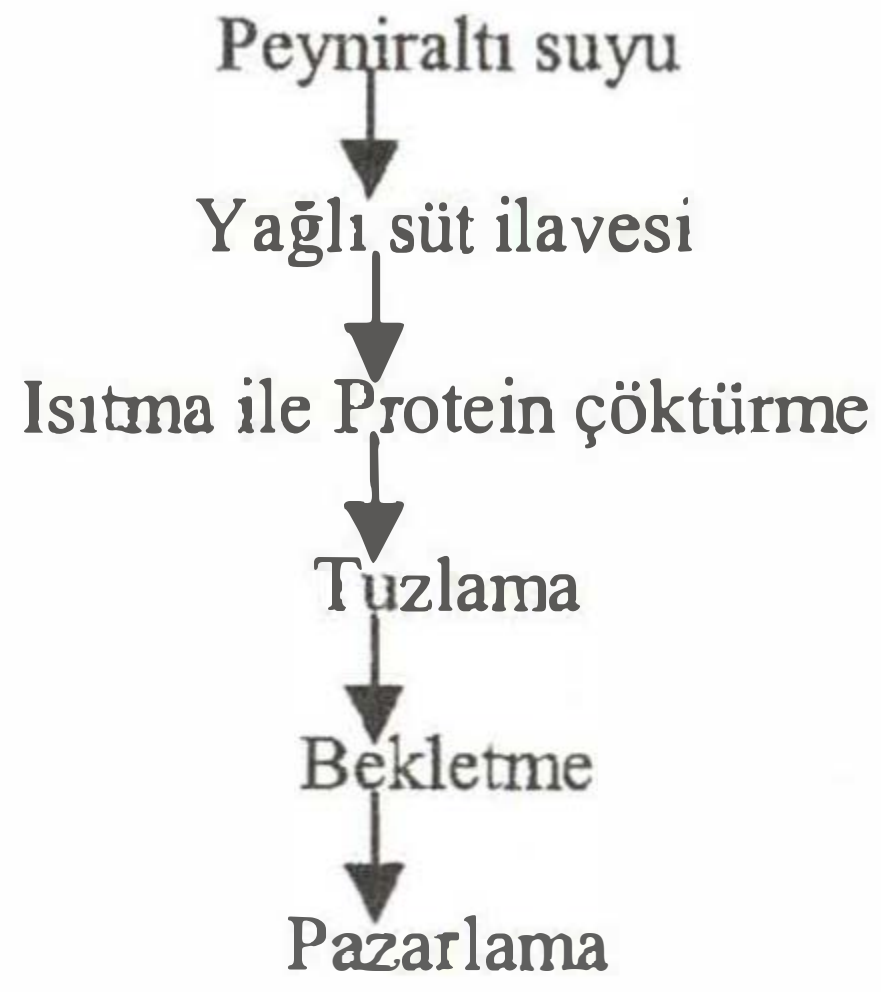 Peyniraltı suyu
Yağlı süt ilavesi
Isıtma ile Protein çöktürme
Tuzlama
Bekletme
Pazarlama